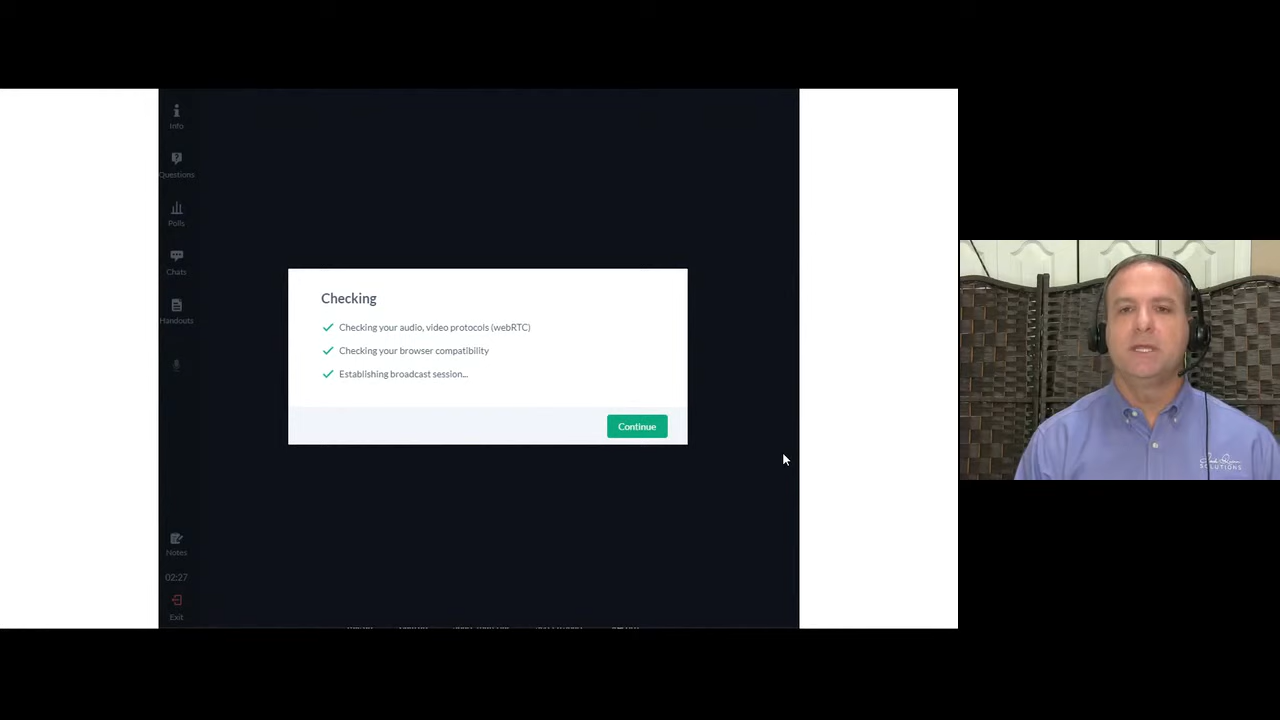 Info
Questions
Polls
Chats
Handouts
Checking
Checking your audio, video protocols (webRTC)
Checking your browser compatibility
Establishing broadcast session...
Continue
Notes
02:27
Exit
SOLUTIONS